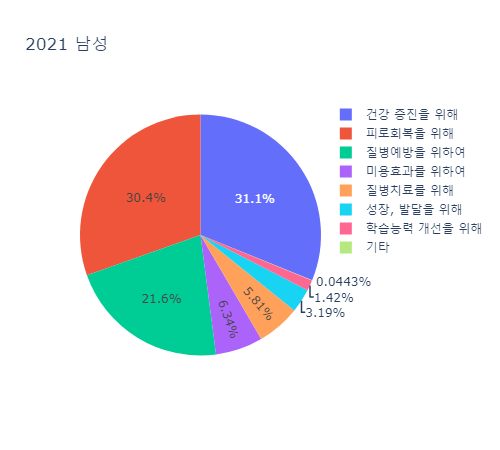 2021 남성
건강 증진을 위해
피로회복을 위해
질병예방을 위하여
미용효과를 위하여
질병치료를 위해
성장, 발달을 위해
학습능력 개선을 위해
기타
31.1%
30.4%
21.6%
6.34%
5.81%
0.0443%
1.42%
3.19%